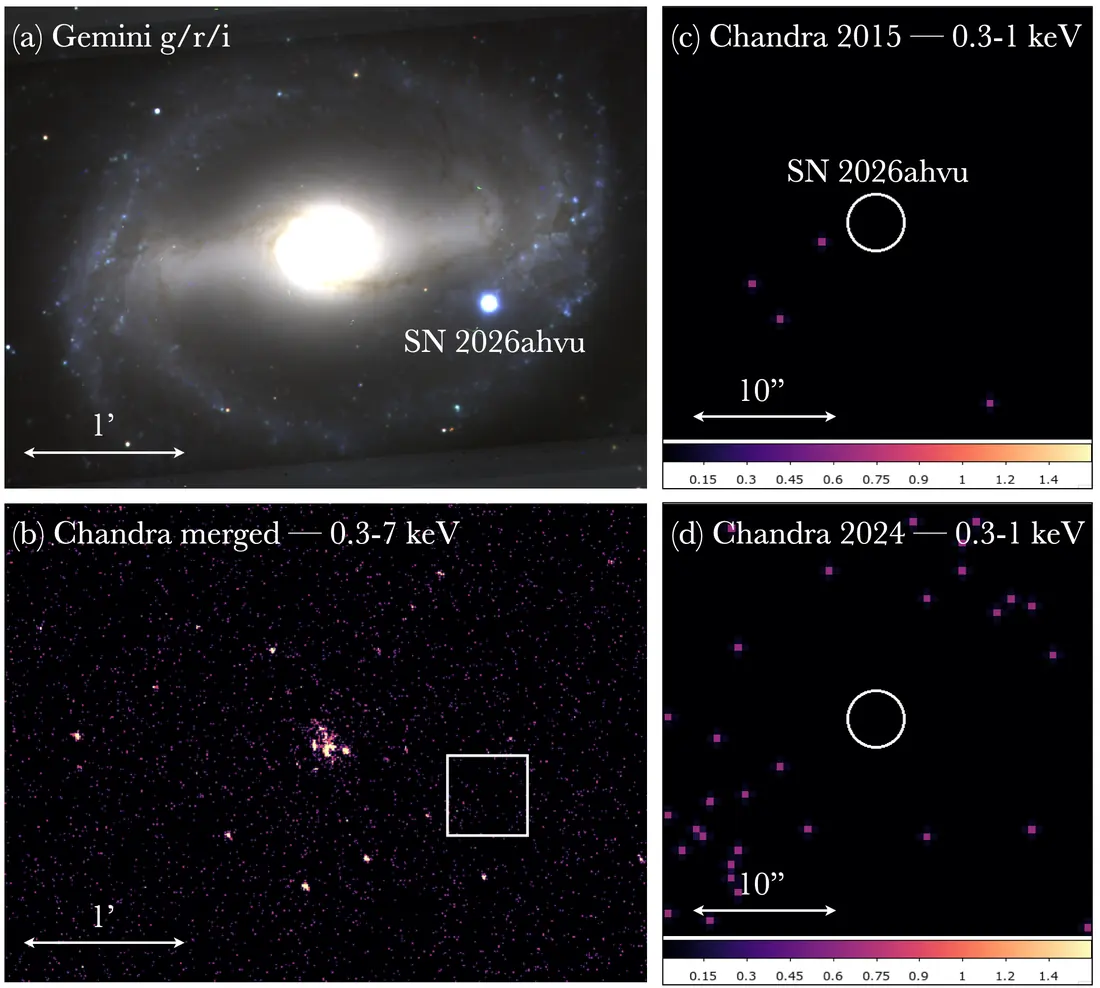 (a) Gemini g/r/i
SN 2026ahvu
1’
(b) Chandra merged — 0.3-7 keV
1’
(c) Chandra 2015 — 0.3-1 keV
SN 2026ahvu
10”
0.15 0.3 0.45 0.6 0.75 0.9 1 1.2 1.4
(d) Chandra 2024 — 0.3-1 keV
10”
0.15 0.3 0.45 0.6 0.75 0.9 1 1.2 1.4